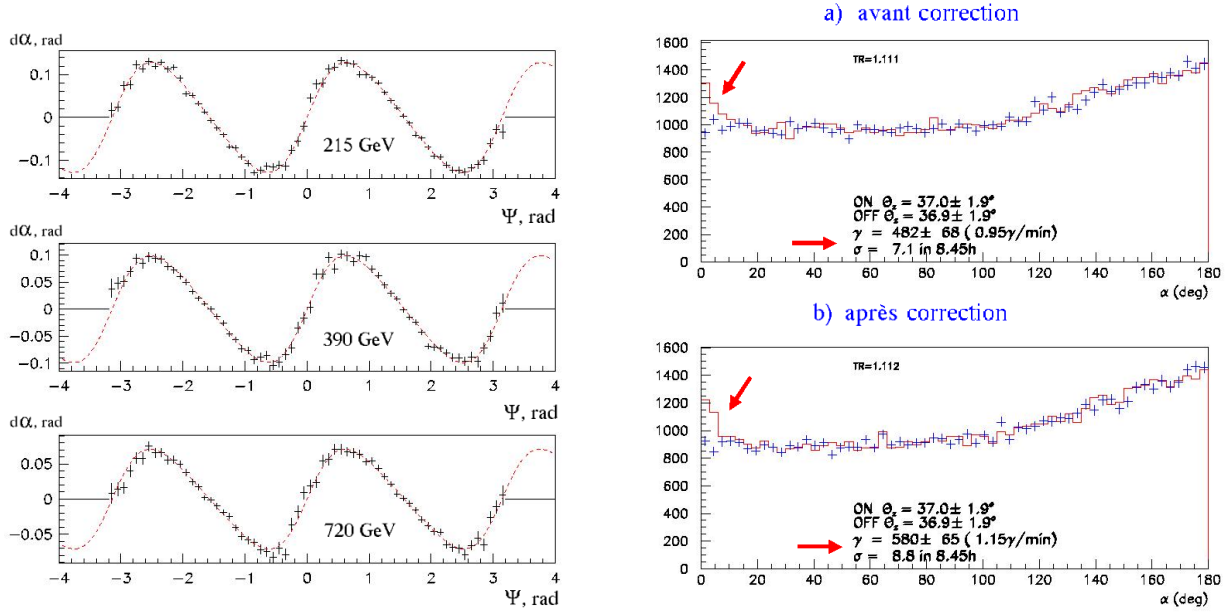 dα, rad
0.1
0
−0.1
215 GeV
−4 −3 −2 −1 0 1 2 3 4
Ψ, rad
dα, rad
0.1
0.05
0
−0.05
−0.1
390 GeV
−4 −3 −2 −1 0 1 2 3 4
Ψ, rad
dα, rad
0.05
0
−0.05
720 GeV
−4 −3 −2 −1 0 1 2 3 4
Ψ, rad
a) avant correction
1600
1400
1200
1000
800
600
400
200
0
TR=1.111
ON Θz = 37.0± 1.9°
OFF Θz = 36.9± 1.9°
γ = 482± 68 ( 0.95γ/min)
σ = 7.1 in 8.45h
0 20 40 60 80 100 120 140 160 180
α (deg)
b) après correction
1600
1400
1200
1000
800
600
400
200
0
TR=1.112
ON Θz = 37.0± 1.9°
OFF Θz = 36.9± 1.9°
γ = 580± 65 ( 1.15γ/min)
σ = 8.8 in 8.45h
0 20 40 60 80 100 120 140 160 180
α (deg)